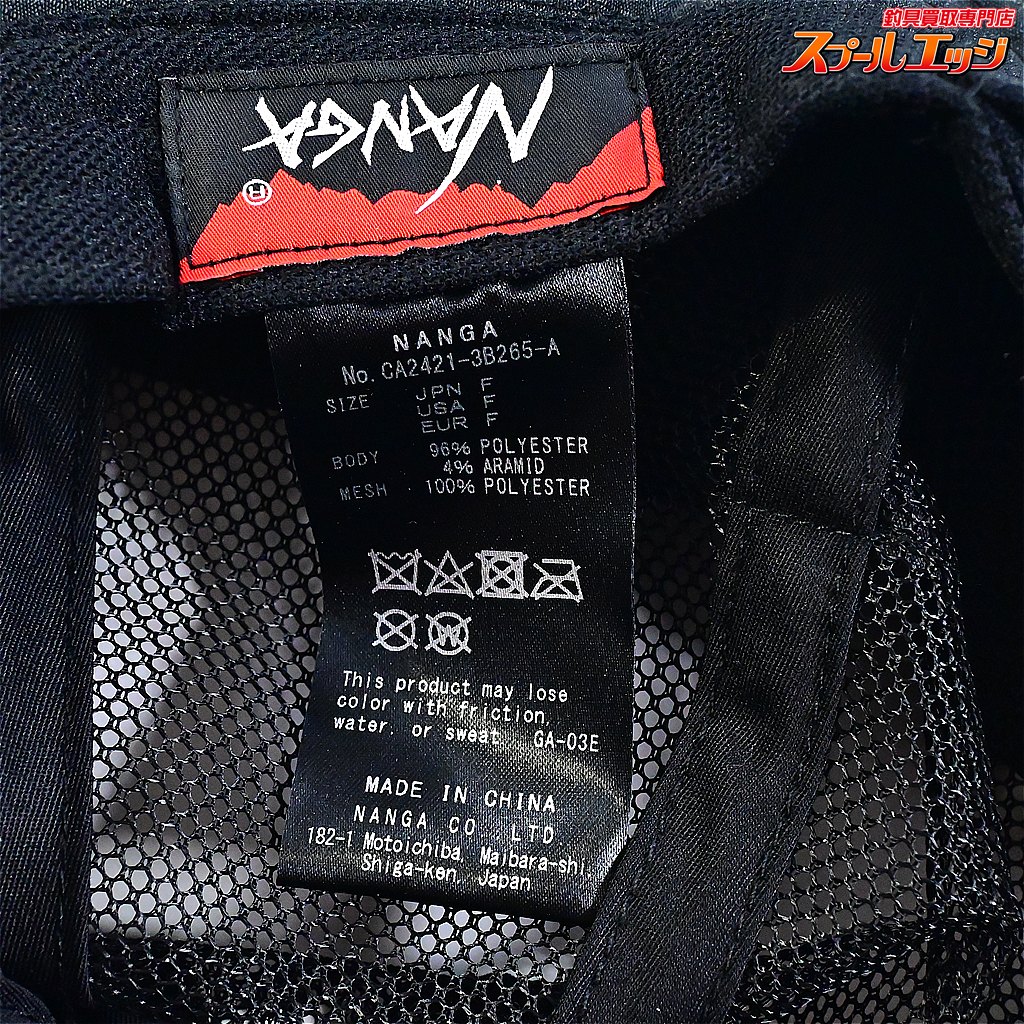 釣具買取専門店
スプールエッジ
NANGA
®
NANGA
No. CA2421-3B265-A
SIZE JPN F
USA F
EUR F
BODY 96% POLYESTER
4% ARAMID
MESH 100% POLYESTER
W
This product may lose
color with friction,
water, or sweat. GA-03E
MADE IN CHINA
NANGA CO.,LTD
182-1 Motoichiba, Maibara-shi,
Shiga-ken, Japan